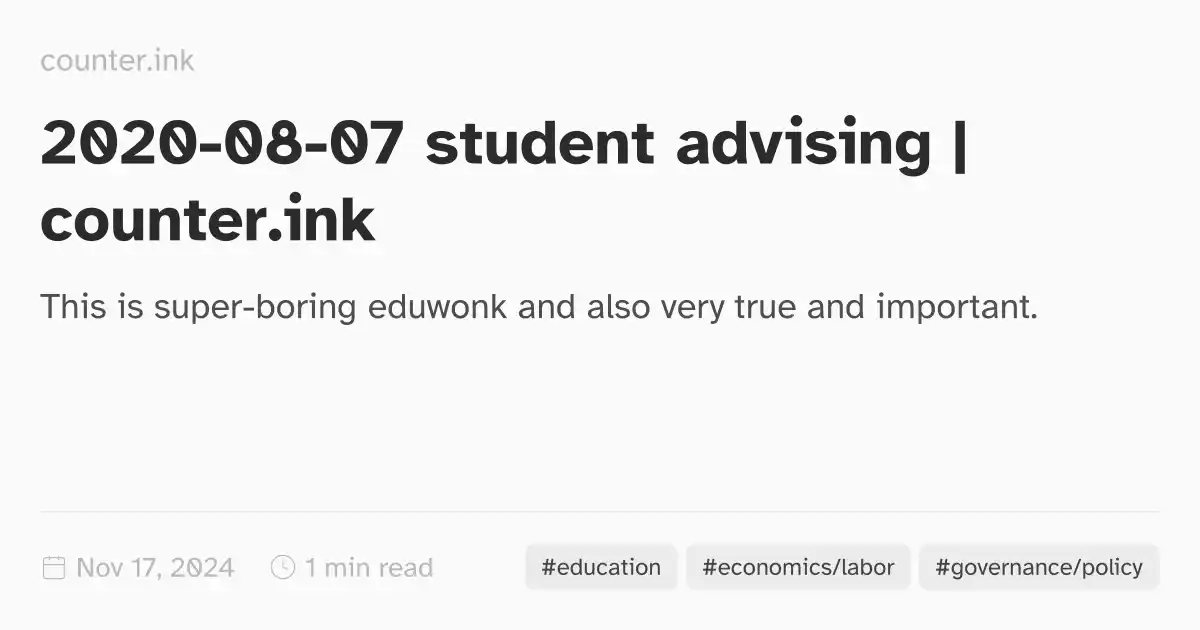 counter.ink
2020-08-07 student advising |
counter.ink
This is super-boring eduwonk and also very true and important.
Nov 17, 2024 1 min read #education #economics/labor #governance/policy